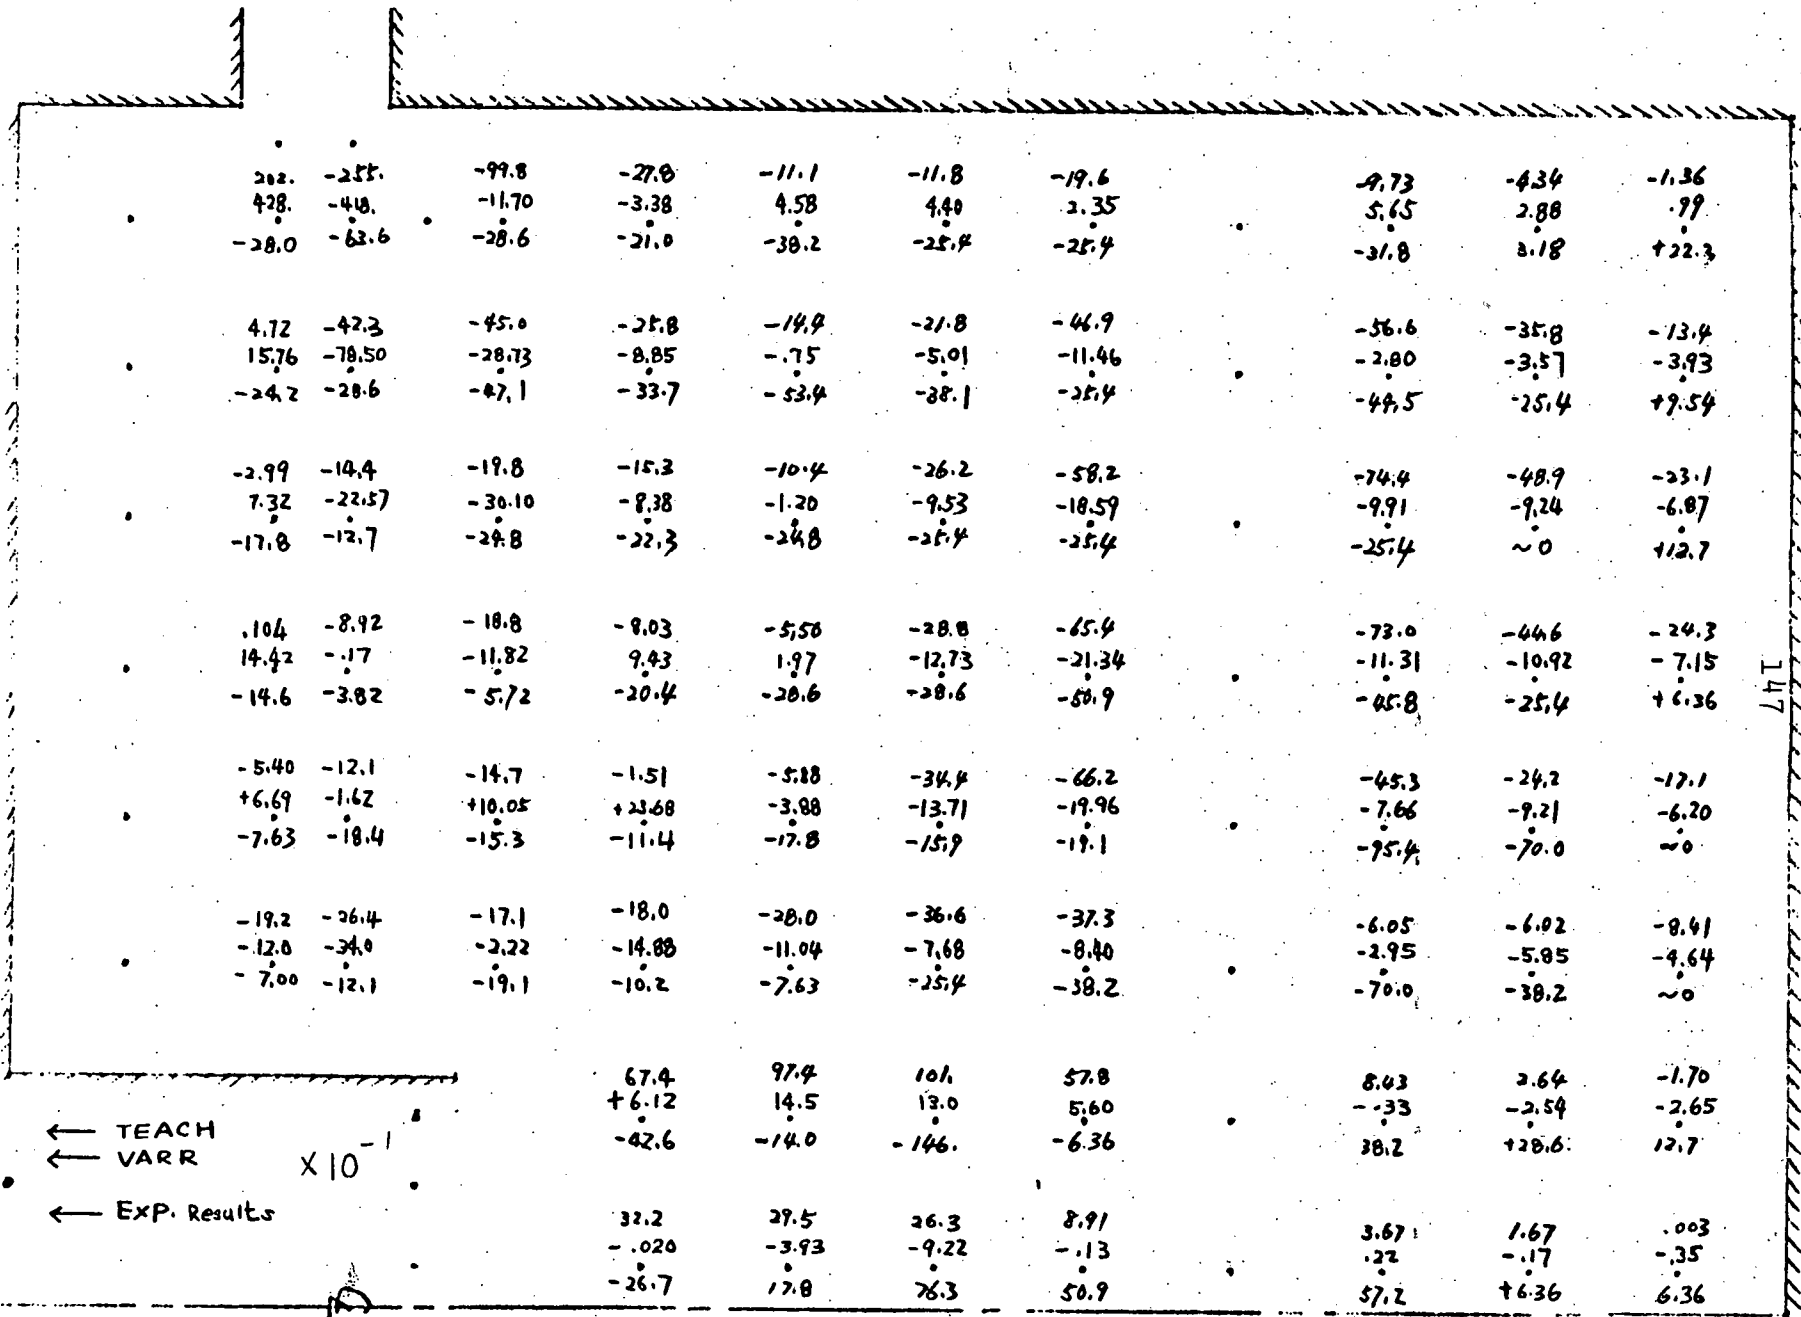 202. -255. -99.8 -27.8 -11.1 -11.8 -19.6 -9.73 -4.34 -1.36
428. -418. -11.70 -3.38 4.58 4.40 2.35 5.65 2.88 .99
-28.0 -63.6 -28.6 -21.0 -38.2 -25.4 -25.4 -31.8 3.18 +22.3
4.72 -42.3 -45.0 -25.8 -14.4 -21.8 -46.9 -56.6 -35.8 -13.4
15.76 -78.50 -28.73 -8.85 -.75 -5.01 -11.46 -2.80 -3.57 -3.93
-24.2 -28.6 -47.1 -33.7 -53.4 -38.1 -25.4 -44.5 -25.4 +9.54
-2.99 -14.4 -19.8 -15.3 -10.4 -26.2 -58.2 -74.4 -48.9 -23.1
7.32 -22.57 -30.10 -8.38 -1.20 -9.53 -18.59 -9.91 -9.24 -6.87
-17.8 -12.7 -24.8 -22.3 -24.8 -25.4 -25.4 -25.4 ~0 +12.7
.104 -8.92 -18.8 -8.03 -5.50 -28.8 -65.4 -73.0 -44.6 -24.3
14.42 -.17 -11.82 9.43 1.97 -12.73 -21.34 -11.31 -10.92 -7.15
-14.6 -3.82 -5.72 -20.4 -28.6 -28.6 -50.9 -45.8 -25.4 +6.36
147
-5.40 -12.1 -14.7 -1.51 -5.88 -34.4 -66.2 -45.3 -24.2 -17.1
+6.69 -1.62 +10.05 +23.68 -3.88 -13.71 -19.96 -7.66 -9.21 -6.20
-7.63 -18.4 -15.3 -11.4 -17.8 -15.9 -19.1 -95.4 -70.0 ~0
-19.2 -26.4 -17.1 -18.0 -28.0 -36.6 -37.3 -6.05 -6.02 -8.41
-12.0 -34.0 -2.22 -14.88 -11.04 -7.68 -8.40 -2.95 -5.85 -4.64
-7.00 -12.1 -19.1 -10.2 -7.63 -25.4 -38.2 -70.0 -38.2 ~0
67.4 97.4 101. 57.8 8.43 2.64 -1.70
+6.12 14.5 13.0 5.60 -.33 -2.59 -2.65
-42.6 -14.0 -146. -6.36 38.2 +28.6 12.7
← TEACH
← VARR
X10-1
← Exp. Results
32.2 29.5 26.3 8.91 3.67 1.67 .003
-.020 -3.93 -9.22 -.13 .22 -.17 -.35
-26.7 17.8 76.3 50.9 57.2 +6.36 6.36